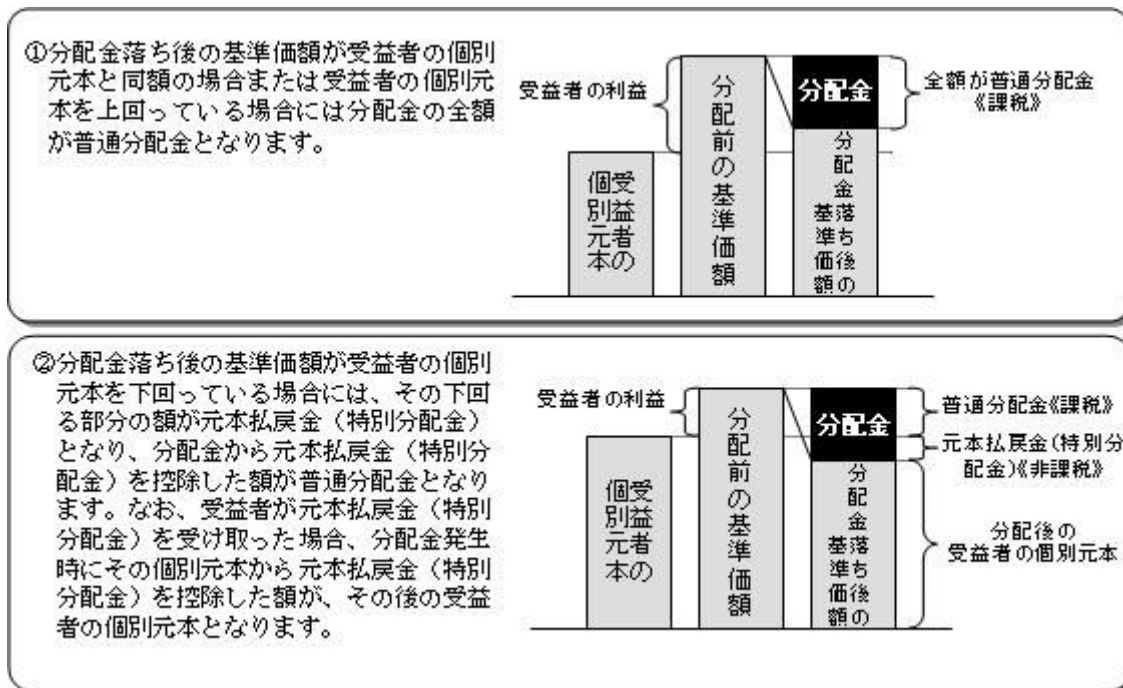 ①分配金落ち後の基準価額が受益者の個別
元本と同額の場合または受益者の個別元
本を上回っている場合には分配金の全額
が普通分配金となります。
受益者の利益
個別元本
受益者の
分配前の基準価額
分配金
分配金落ち後の
基準価額
全額が普通分配金
《課税》
②分配金落ち後の基準価額が受益者の個別
元本を下回っている場合には、その下回
る部分の額が元本払戻金（特別分配金）
となり、分配金から元本払戻金（特別分
配金）を控除した額が普通分配金となり
ます。なお、受益者が元本払戻金（特別
分配金）を受け取った場合、分配金発生
時にその個別元本から元本払戻金（特別
分配金）を控除した額が、その後の受益
者の個別元本となります。
受益者の利益
受益者の
個別元本
分配前の基準価額
分配金
分配金落ち後の
基準価額
普通分配金《課税》
元本払戻金(特別分
配金)《非課税》
分配後の
受益者の個別元本